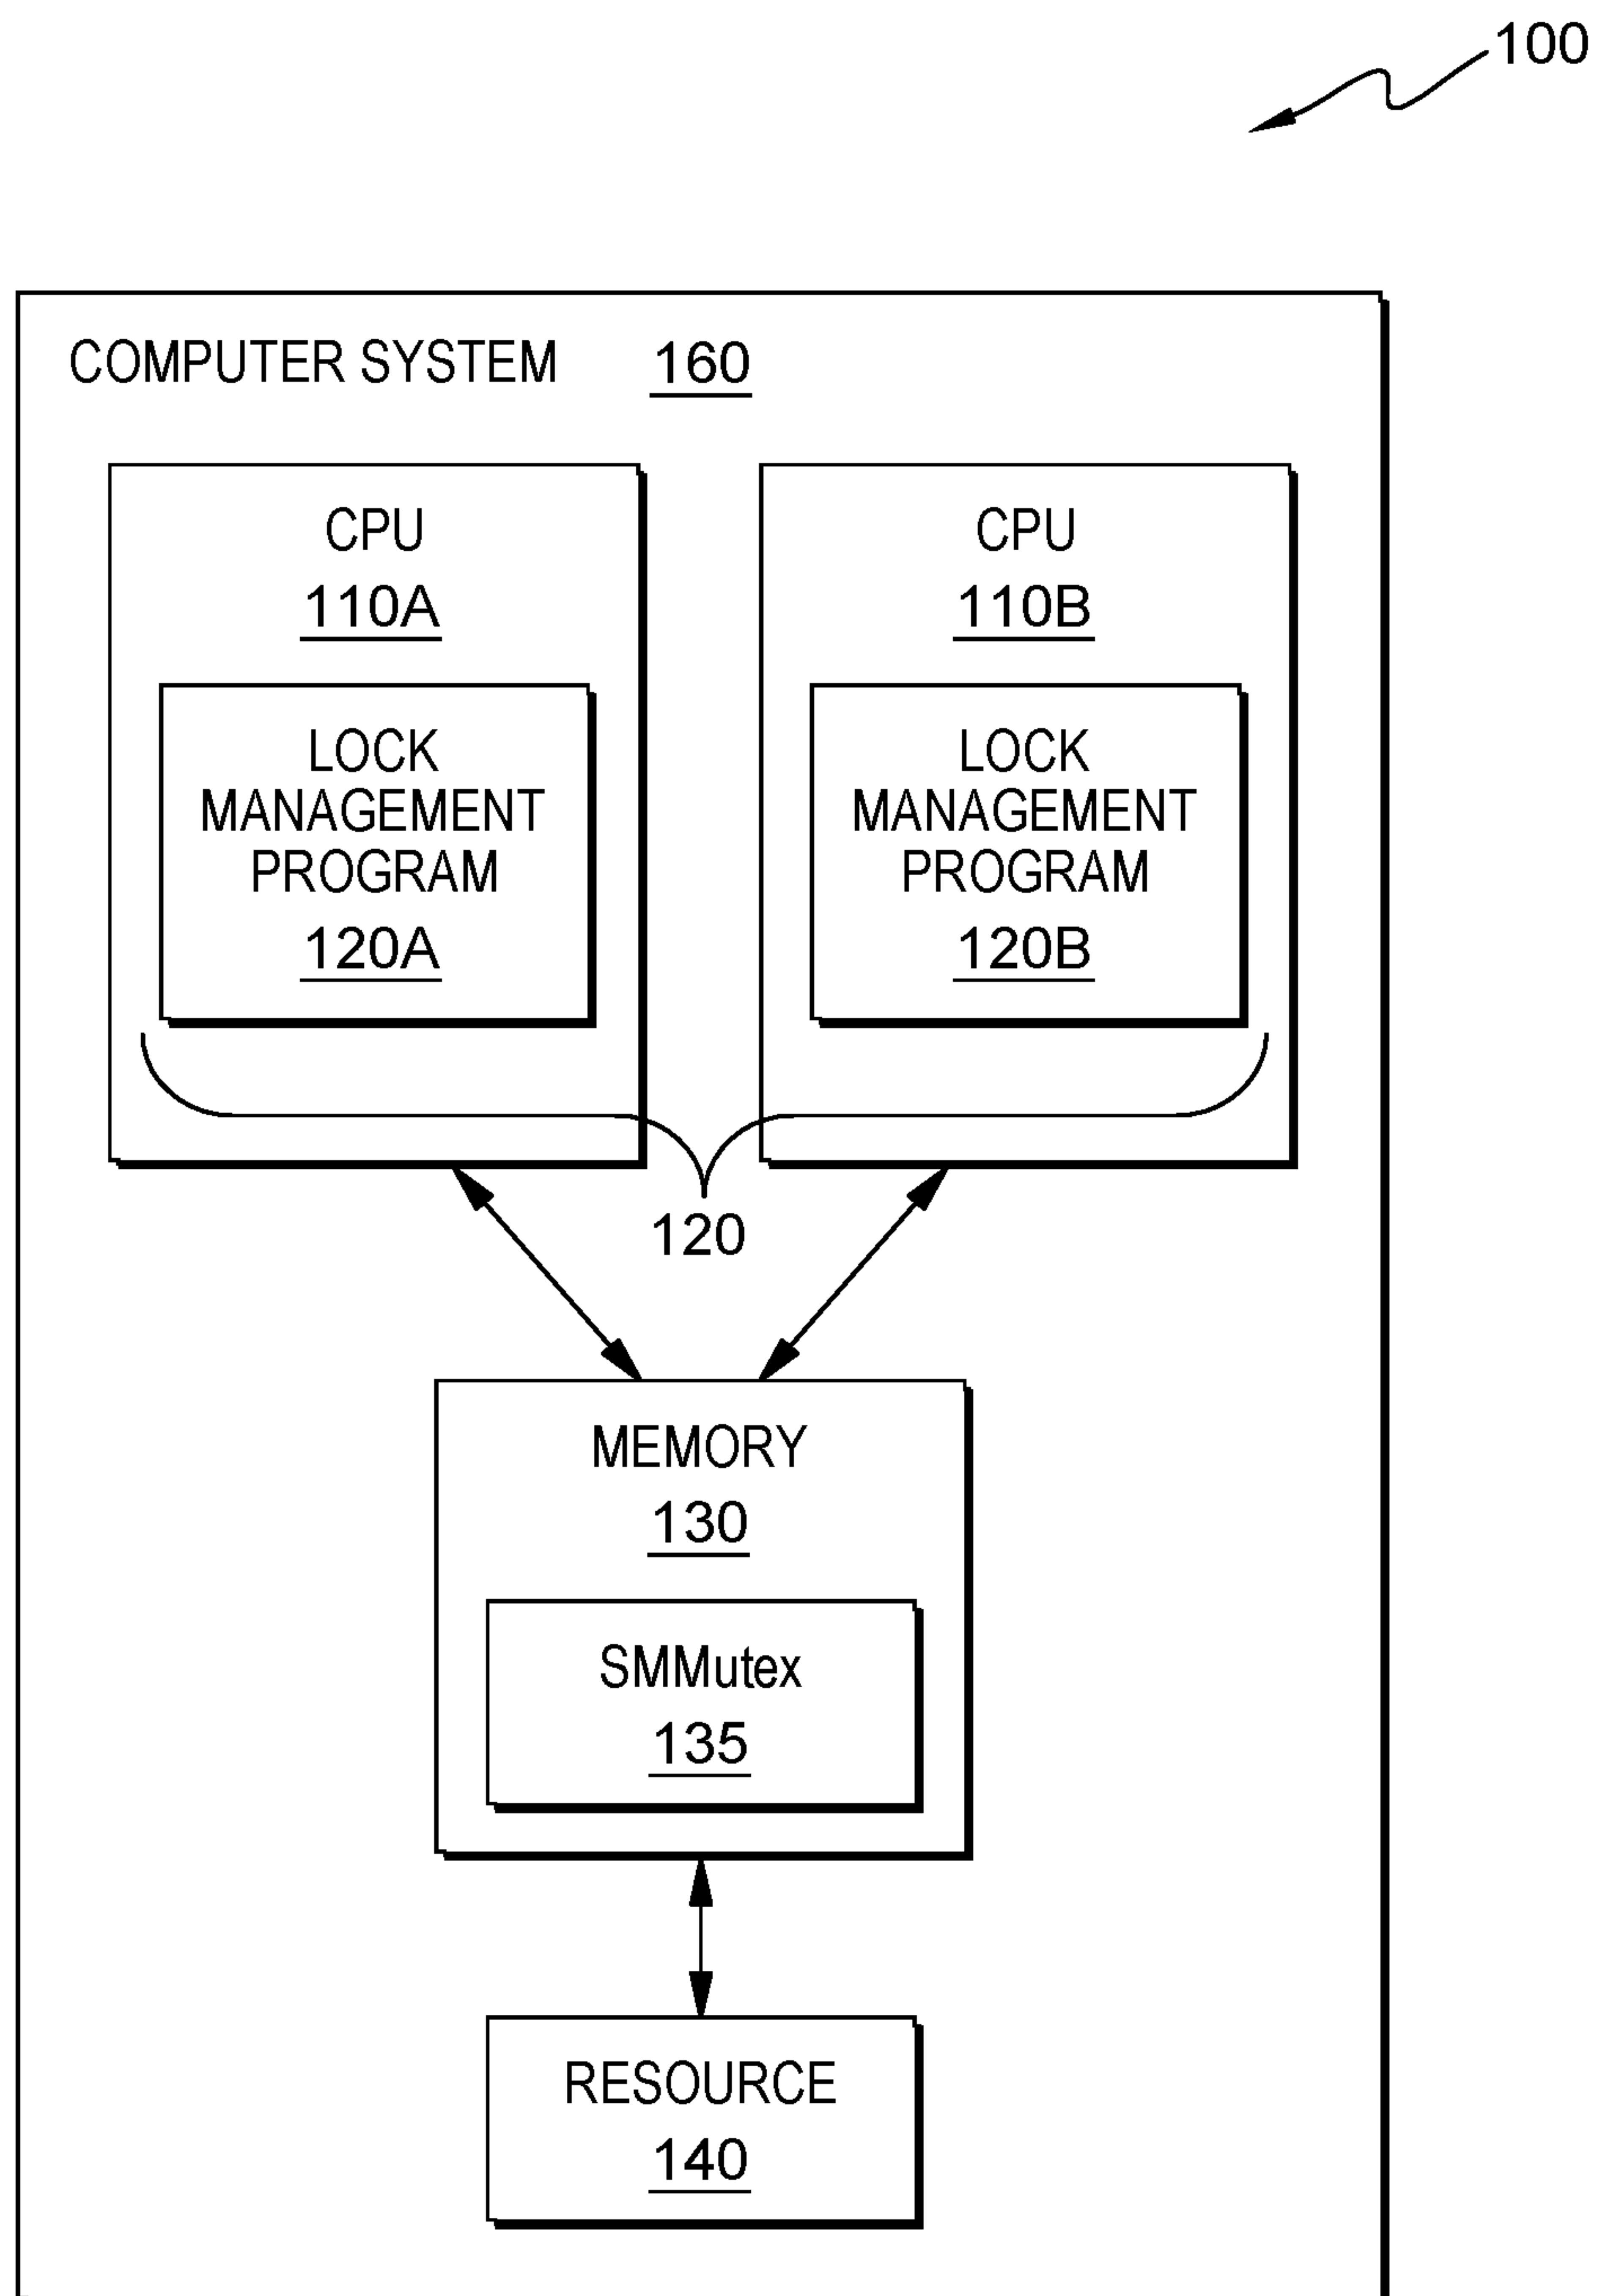 100
COMPUTER SYSTEM 160
CPU
110A
LOCK
MANAGEMENT
PROGRAM
120A
CPU
110B
LOCK
MANAGEMENT
PROGRAM
120B
120
MEMORY
130
SMMutex
135
RESOURCE
140